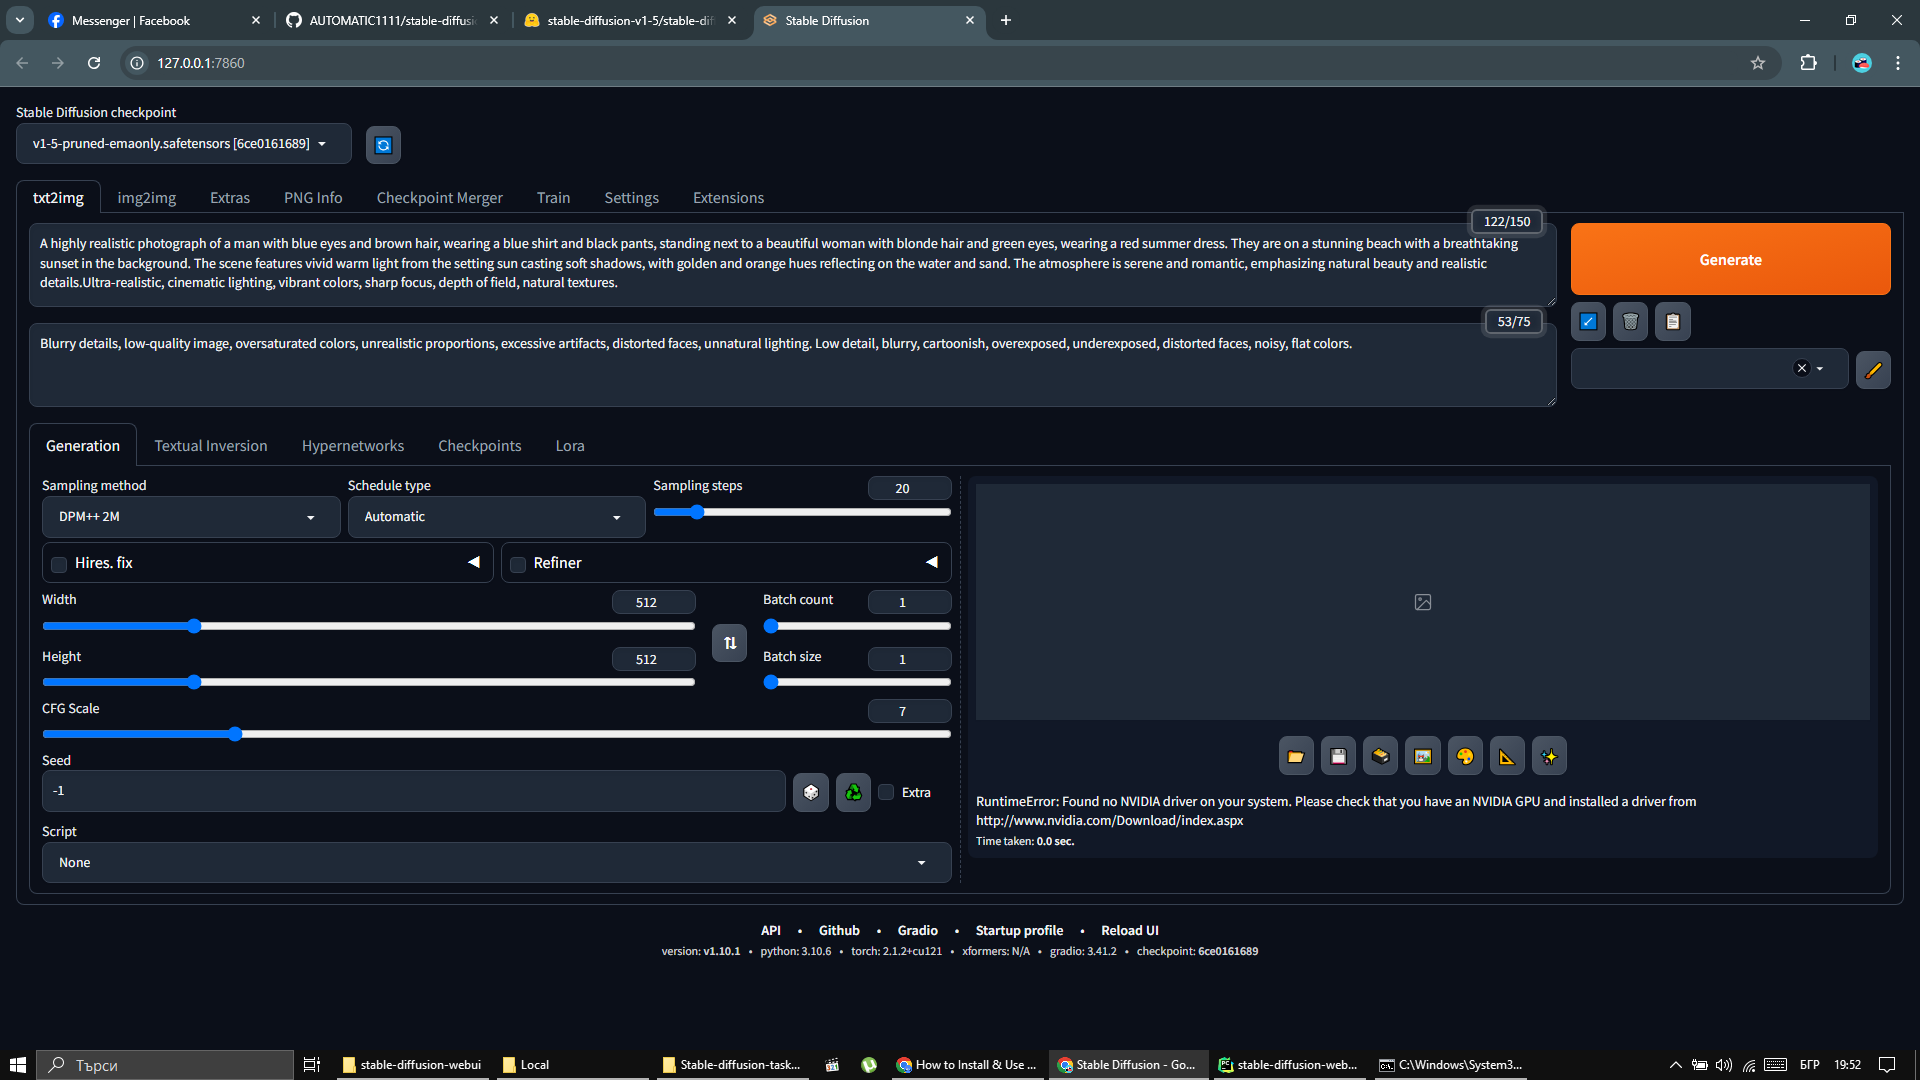 Messenger | Facebook
AUTOMATIC1111/stable-diffusi
stable-diffusion-v1-5/stable-dif
Stable Diffusion
127.0.0.1:7860
Stable Diffusion checkpoint
v1-5-pruned-emaonly.safetensors [6ce0161689]
txt2img
img2img
Extras
PNG Info
Checkpoint Merger
Train
Settings
Extensions
122/150
A highly realistic photograph of a man with blue eyes and brown hair, wearing a blue shirt and black pants, standing next to a beautiful woman with blonde hair and green eyes, wearing a red summer dress. They are on a stunning beach with a breathtaking
sunset in the background. The scene features vivid warm light from the setting sun casting soft shadows, with golden and orange hues reflecting on the water and sand. The atmosphere is serene and romantic, emphasizing natural beauty and realistic
details.Ultra-realistic, cinematic lighting, vibrant colors, sharp focus, depth of field, natural textures.
Generate
53/75
Blurry details, low-quality image, oversaturated colors, unrealistic proportions, excessive artifacts, distorted faces, unnatural lighting. Low detail, blurry, cartoonish, overexposed, underexposed, distorted faces, noisy, flat colors.
Generation
Textual Inversion
Hypernetworks
Checkpoints
Lora
Sampling method
Schedule type
Sampling steps
20
DPM++ 2M
Automatic
Hires. fix
Refiner
Width
512
Batch count
1
Height
512
Batch size
1
CFG Scale
7
Seed
-1
Extra
Script
None
RuntimeError: Found no NVIDIA driver on your system. Please check that you have an NVIDIA GPU and installed a driver from
http://www.nvidia.com/Download/index.aspx
Time taken: 0.0 sec.
API • Github • Gradio • Startup profile • Reload UI
version: v1.10.1 • python: 3.10.6 • torch: 2.1.2+cu121 • xformers: N/A • gradio: 3.41.2 • checkpoint: 6ce0161689
Търси
stable-diffusion-webui
Local
Stable-diffusion-task...
How to Install & Use ...
Stable Diffusion - Go...
stable-diffusion-web...
C:\Windows\System3...
БГР
19:52